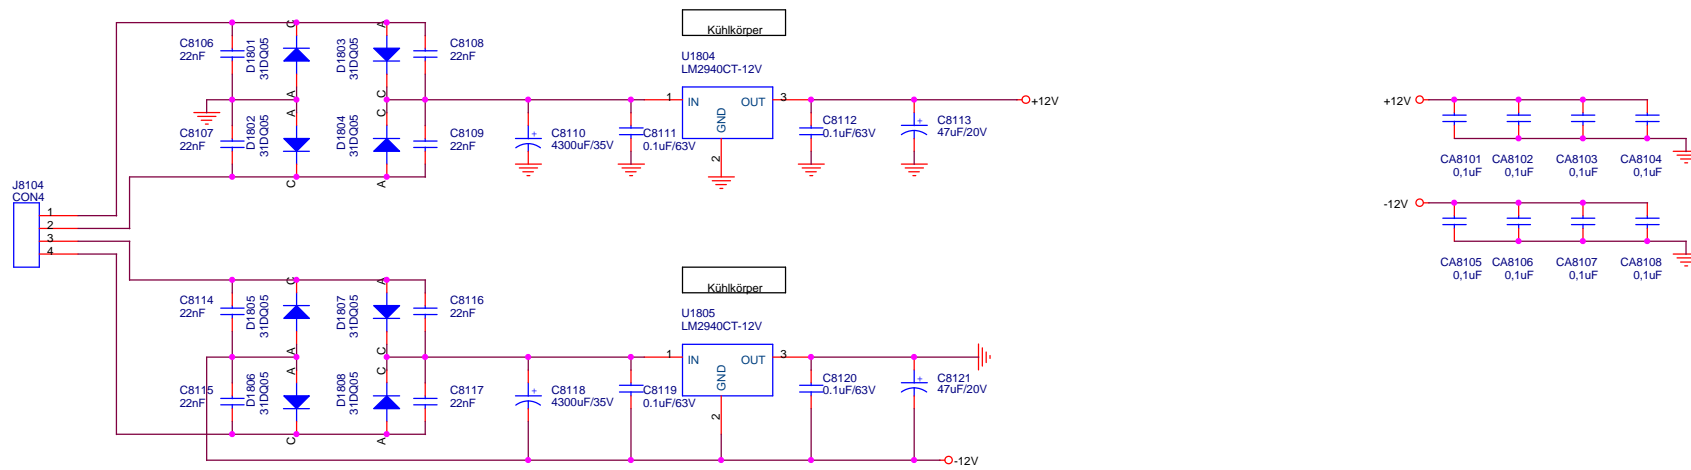 Kühlkörper
U1804
LM2940CT-12V
C8106
22nF
D1801
31DQ05
C
A
D1803
31DQ05
A
C
C8108
22nF
C8107
22nF
D1802
31DQ05
A
C
D1804
31DQ05
C
A
C8109
22nF
C8110
4300uF/35V
C8111
0.1uF/63V
1
IN
OUT
3
GND
2
C8112
0.1uF/63V
C8113
47uF/20V
+12V
J8104
CON4
1
2
3
4
Kühlkörper
U1805
LM2940CT-12V
C8114
22nF
D1805
31DQ05
C
A
D1807
31DQ05
A
C
C8116
22nF
C8115
22nF
D1806
31DQ05
A
C
D1808
31DQ05
C
A
C8117
22nF
C8118
4300uF/35V
C8119
0.1uF/63V
1
IN
OUT
3
GND
2
C8120
0.1uF/63V
C8121
47uF/20V
-12V
+12V
CA8101 CA8102 CA8103 CA8104
0,1uF 0,1uF 0,1uF 0,1uF
-12V
CA8105 CA8106 CA8107 CA8108
0,1uF 0,1uF 0,1uF 0,1uF